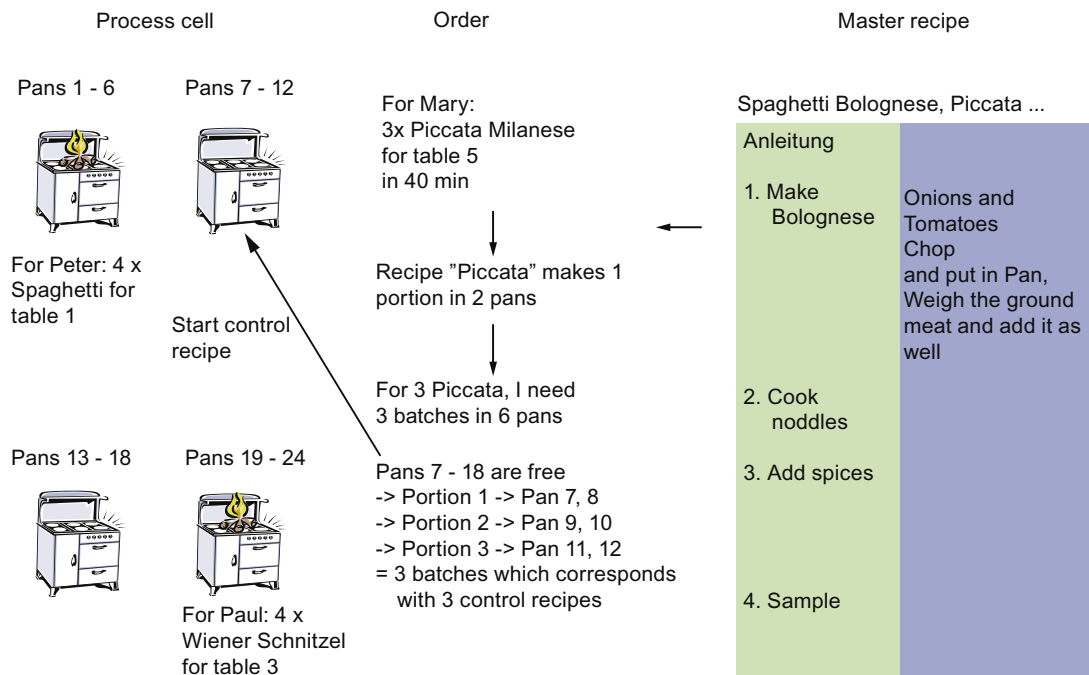 Process cell
Order
Master recipe
Pans 1 - 6
Pans 7 - 12
For Peter: 4 x
Spaghetti for
table 1
Start control
recipe
Pans 13 - 18
Pans 19 - 24
For Paul: 4 x
Wiener Schnitzel
for table 3
For Mary:
3x Piccata Milanese
for table 5
in 40 min
Recipe ”Piccata” makes 1
portion in 2 pans
For 3 Piccata, I need
3 batches in 6 pans
Pans 7 - 18 are free
-> Portion 1 -> Pan 7, 8
-> Portion 2 -> Pan 9, 10
-> Portion 3 -> Pan 11, 12
= 3 batches which corresponds
with 3 control recipes
Spaghetti Bolognese, Piccata ...
Anleitung
1. Make
Bolognese
Onions and
Tomatoes
Chop
and put in Pan,
Weigh the ground
meat and add it as
well
2. Cook
noddles
3. Add spices
4. Sample